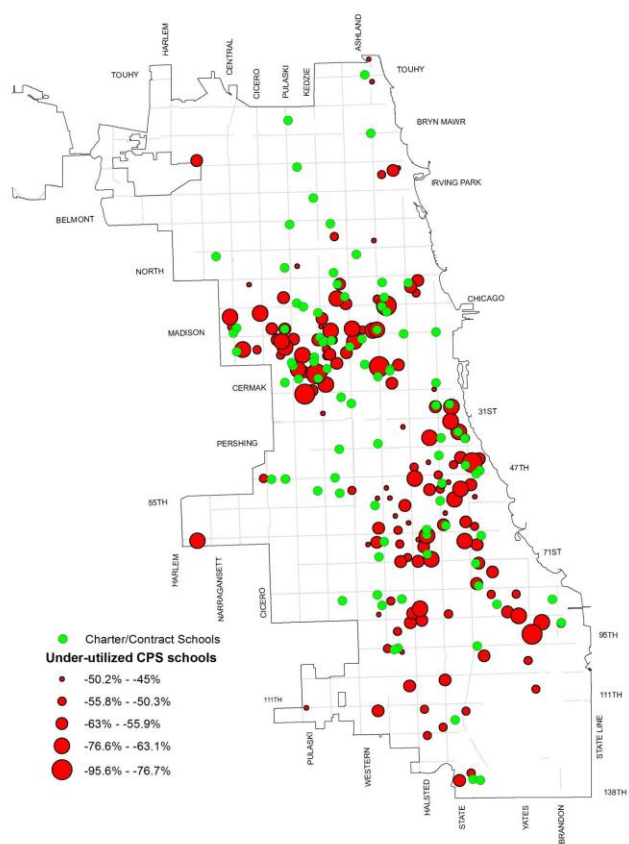 ASHLAND
HARLEM
CENTRAL
CICERO
PULASKI
KEDZIE
TOUHY
TOUHY
BRYN MAWR
IRVING PARK
BELMONT
NORTH
CHICAGO
MADISON
CERMAK
31ST
PERSHING
47TH
55TH
71ST
HARLEM
NARRAGANSETT
CICERO
95TH
Charter/Contract Schools
Under-utilized CPS schools
-50.2% - -45%
-55.8% - -50.3%
-63% - -55.9%
-76.6% - -63.1%
-95.6% - -76.7%
111TH
111TH
PULASKI
WESTERN
HALSTED
STATE
YATES
BRANDON
STATE LINE
138TH